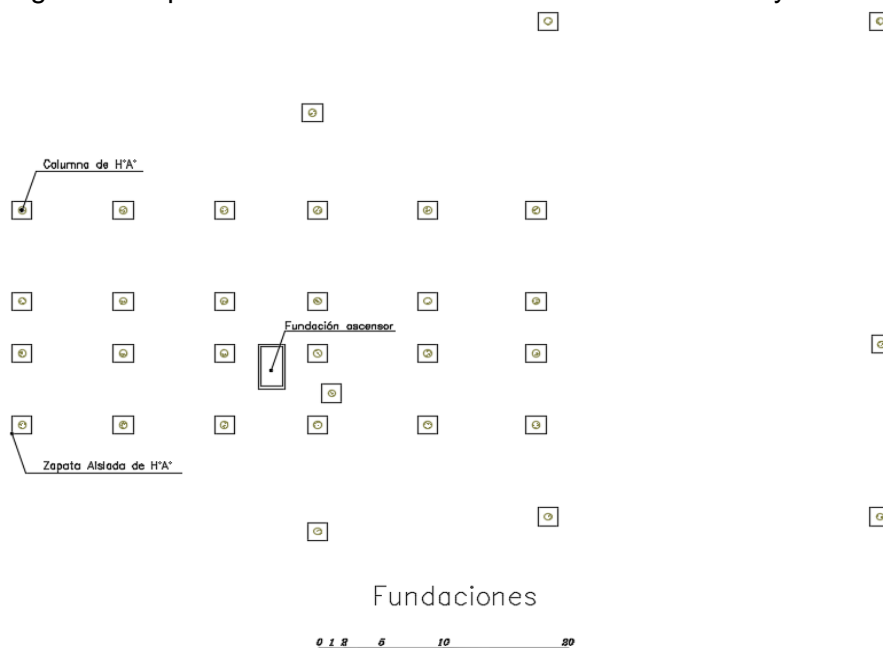 Columna de H°A°
Fundación ascensor
Zapata Aislada de H°A°
Fundaciones
0 1 2 5 10 20